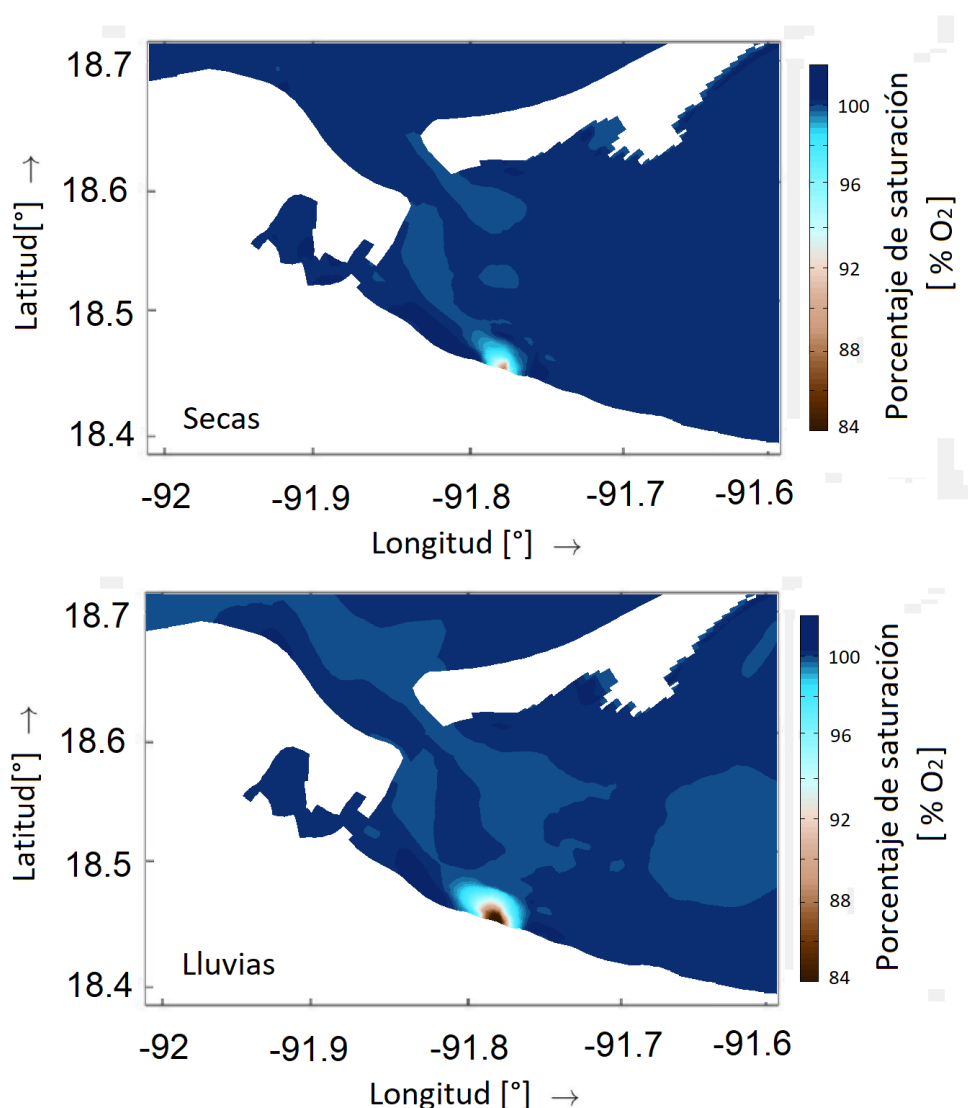 18.7
18.6
18.5
18.4
Latitud[°] →
Secas
-92 -91.9 -91.8 -91.7 -91.6
Longitud [°] →
100
96
92
88
84
Porcentaje de saturación
[ % O₂]
18.7
18.6
18.5
18.4
Latitud[°] →
Lluvias
-92 -91.9 -91.8 -91.7 -91.6
Longitud [°] →
100
96
92
88
84
Porcentaje de saturación
[ % O₂]